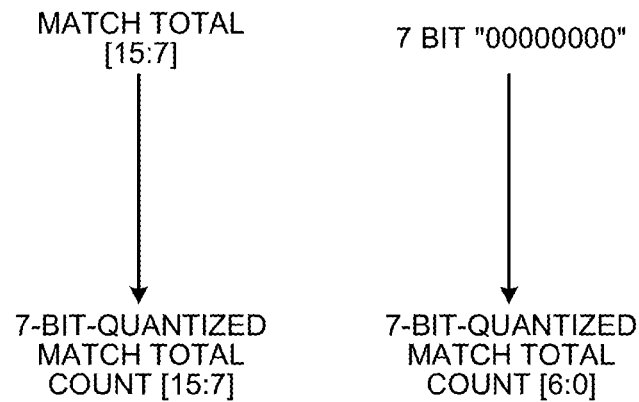 MATCH TOTAL
[15:7]
7 BIT "00000000"
7-BIT-QUANTIZED
MATCH TOTAL
COUNT [15:7]
7-BIT-QUANTIZED
MATCH TOTAL
COUNT [6:0]